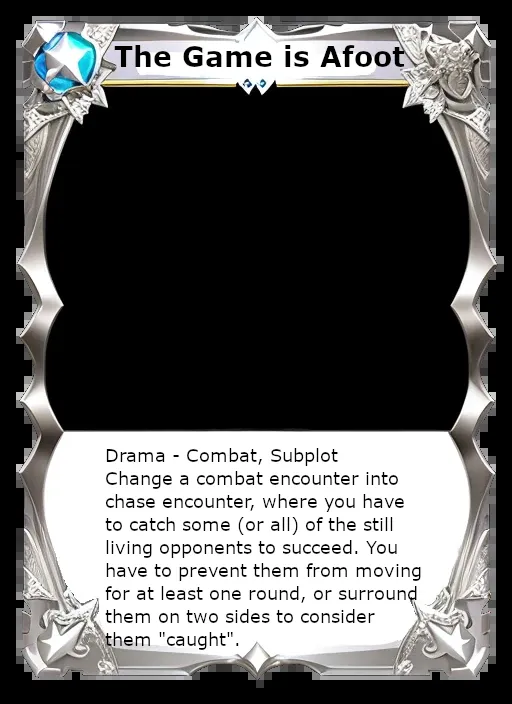 The Game is Afoot
Drama - Combat, Subplot
Change a combat encounter into
chase encounter, where you have
to catch some (or all) of the still
living opponents to succeed. You
have to prevent them from moving
for at least one round, or surround
them on two sides to consider
them "caught".